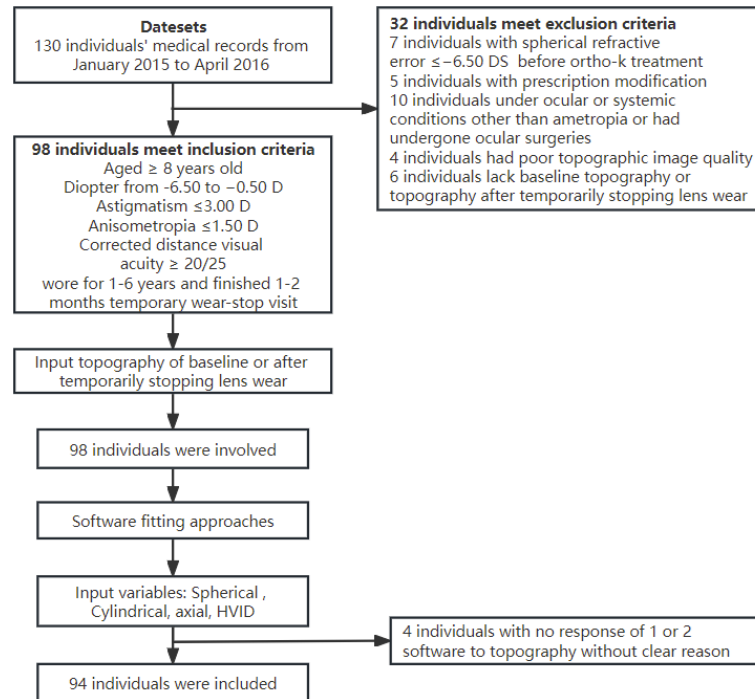 Datesets
130 individuals' medical records from
January 2015 to April 2016
32 individuals meet exclusion criteria
7 individuals with spherical refractive
error ≤−6.50 DS before ortho-k treatment
5 individuals with prescription modification
10 individuals under ocular or systemic
conditions other than ametropia or had
undergone ocular surgeries
4 individuals had poor topographic image quality
6 individuals lack baseline topography or
topography after temporarily stopping lens wear
98 individuals meet inclusion criteria
Aged ≥ 8 years old
Diopter from -6.50 to −0.50 D
Astigmatism ≤3.00 D
Anisometropia ≤1.50 D
Corrected distance visual
acuity ≥ 20/25
wore for 1-6 years and finished 1-2
months temporary wear-stop visit
Input topography of baseline or after
temporarily stopping lens wear
98 individuals were involved
Software fitting approaches
Input variables: Spherical ,
Cylindrical, axial, HVID
4 individuals with no response of 1 or 2
software to topography without clear reason
94 individuals were included